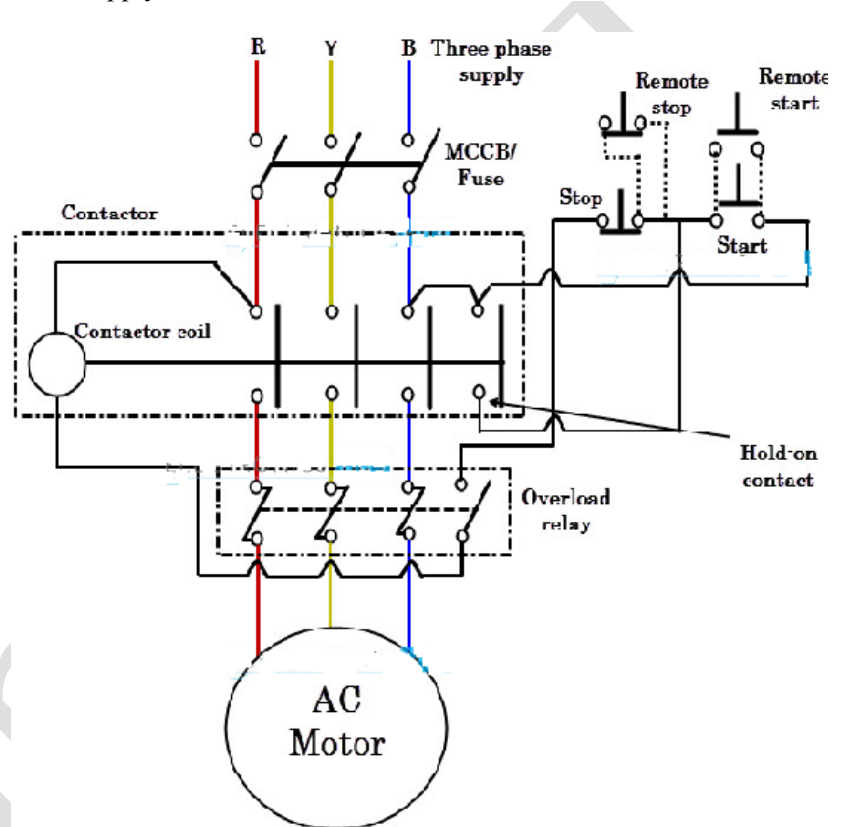 R Y B Three phase
supply
Remote
stop
Remote
start
MCCB/
Fuse
Contactor
Stop
Start
Contactor coil
Hold-on
contact
Overload
relay
AC
Motor